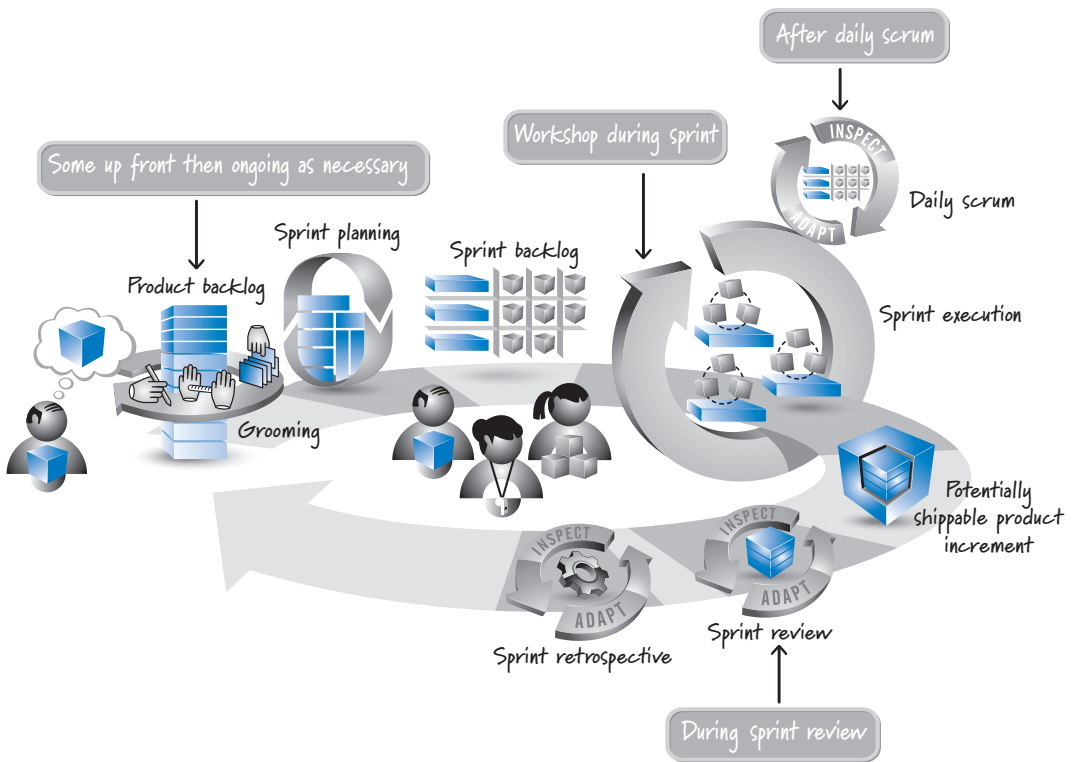 After daily scrum
Workshop during sprint
Some up front then ongoing as necessary
INSPECT
ADAPT
Daily scrum
Sprint planning
Sprint backlog
Product backlog
Sprint execution
Grooming
Potentially
shippable product
increment
INSPECT
ADAPT
Sprint retrospective
INSPECT
ADAPT
Sprint review
During sprint review